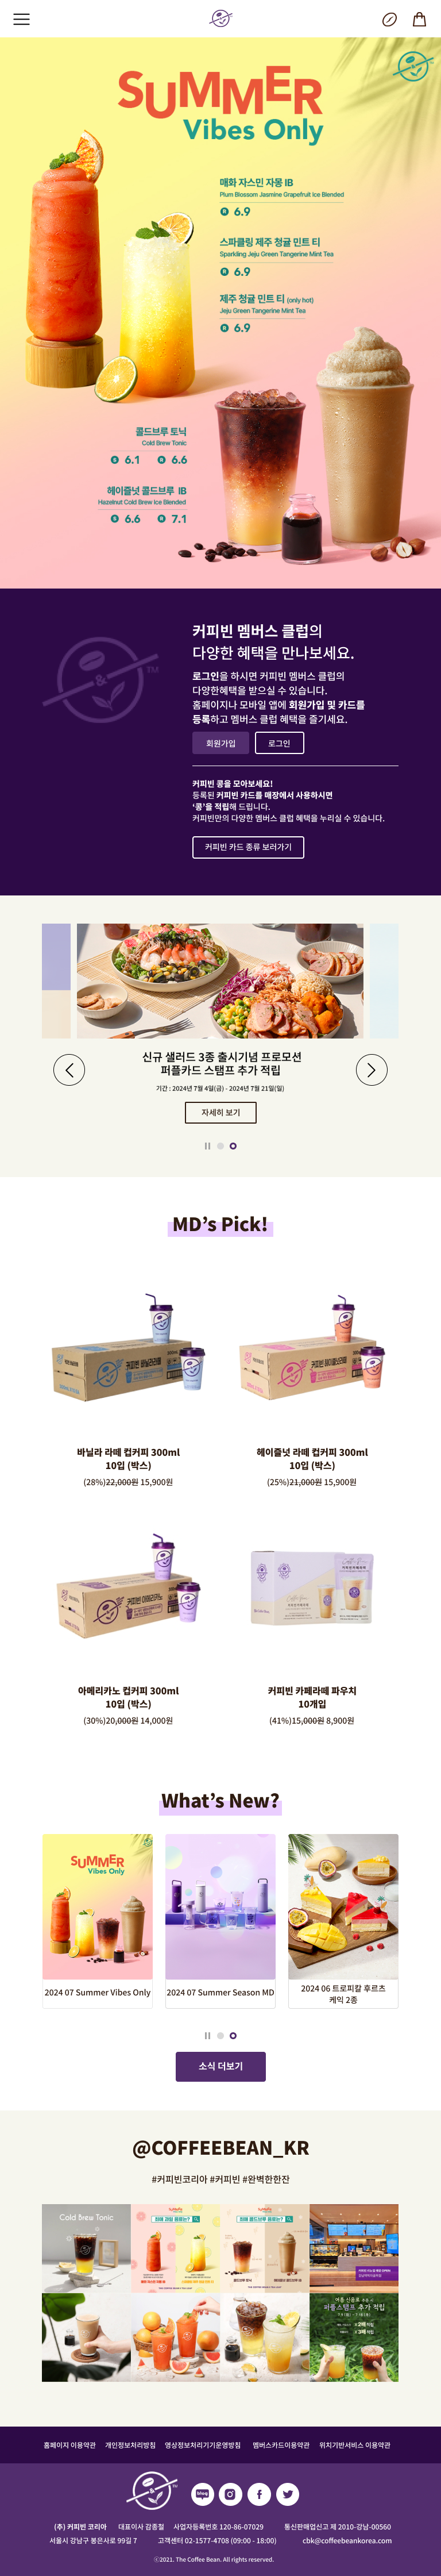 SUMMER
Vibes Only
매화 자스민 자몽 IB
Plum Blossom Jasmine Grapefruit Ice Blended
R 6.9
스파클링 제주 청귤 민트 티
Sparkling Jeju Green Tangerine Mint Tea
R 6.9
제주 청귤 민트 티 (only hot)
Jeju Green Tangerine Mint Tea
R 6.9
콜드브루 토닉
Cold Brew Tonic
S 6.1 R 6.6
헤이즐넛 콜드브루 IB
Hazelnut Cold Brew Ice Blended
S 6.6 R 7.1
커피빈 멤버스 클럽의
다양한 혜택을 만나보세요.
로그인을 하시면 커피빈 멤버스 클럽의
다양한혜택을 받으실 수 있습니다.
홈페이지나 모바일 앱에 회원가입 및 카드를
등록하고 멤버스 클럽 혜택을 즐기세요.
회원가입 로그인
커피빈 콩을 모아보세요!
등록된 커피빈 카드를 매장에서 사용하시면
‘콩’을 적립해 드립니다.
커피빈만의 다양한 멤버스 클럽 혜택을 누리실 수 있습니다.
커피빈 카드 종류 보러가기
신규 샐러드 3종 출시기념 프로모션
퍼플카드 스탬프 추가 적립
기간 : 2024년 7월 4일(금) - 2024년 7월 21일(일)
자세히 보기
MD’s Pick!
바닐라 라떼 컵커피 300ml
10입 (박스)
(28%)22,000원 15,900원
헤이즐넛 라떼 컵커피 300ml
10입 (박스)
(25%)21,000원 15,900원
아메리카노 컵커피 300ml
10입 (박스)
(30%)20,000원 14,000원
커피빈 카페라떼 파우치
10개입
(41%)15,000원 8,900원
What’s New?
SUMMER
Vibes Only
2024 07 Summer Vibes Only
2024 07 Summer Season MD
2024 06 트로피칼 후르츠
케익 2종
소식 더보기
@COFFEEBEAN_KR
#커피빈코리아 #커피빈 #완벽한한잔
Cold Brew Tonic
퍼플스탬프 추가 적립
홈페이지 이용약관 개인정보처리방침 영상정보처리기기운영방침 멤버스카드이용약관 위치기반서비스 이용약관
blog
(주) 커피빈 코리아 대표이사 감종철 사업자등록번호 120-86-07029 통신판매업신고 제 2010-강남-00560
서울시 강남구 봉은사로 99길 7 고객센터 02-1577-4708 (09:00 - 18:00) cbk@coffeebeankorea.com
ⓒ2021. The Coffee Bean. All rights reserved.